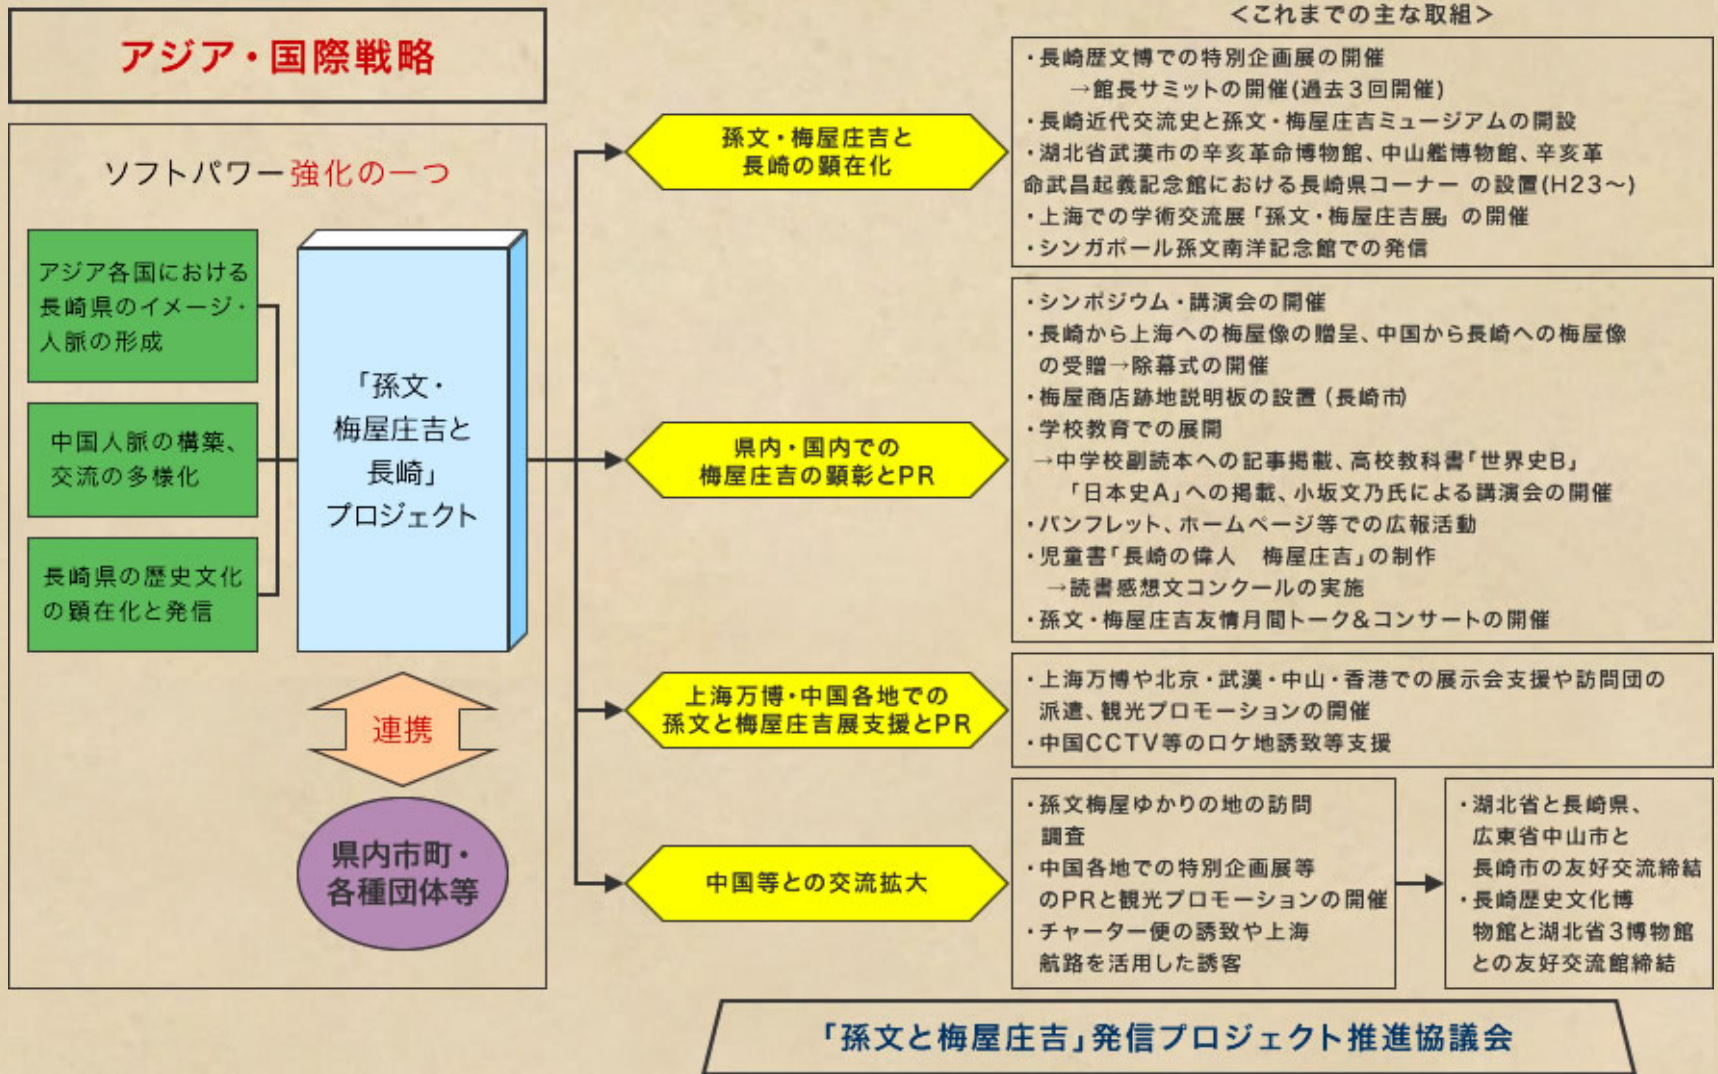 アジア・国際戦略
ソフトパワー強化の一つ
アジア各国における
長崎県のイメージ・
人脈の形成
中国人脈の構築、
交流の多様化
長崎県の歴史文化
の顕在化と発信
「孫文・
梅屋庄吉と
長崎」
プロジェクト
連携
県内市町・
各種団体等
孫文・梅屋庄吉と
長崎の顕在化
県内・国内での
梅屋庄吉の顕彰とPR
上海万博・中国各地での
孫文と梅屋庄吉展支援とPR
中国等との交流拡大
＜これまでの主な取組＞
・長崎歴文博での特別企画展の開催
→館長サミットの開催(過去３回開催)
・長崎近代交流史と孫文・梅屋庄吉ミュージアムの開設
・湖北省武漢市の辛亥革命博物館、中山艦博物館、辛亥革
命武昌起義記念館における長崎県コーナー の設置(H23～)
・上海での学術交流展「孫文・梅屋庄吉展」の開催
・シンガポール孫文南洋記念館での発信
・シンポジウム・講演会の開催
・長崎から上海への梅屋像の贈呈、中国から長崎への梅屋像
の受贈→除幕式の開催
・梅屋商店跡地説明板の設置（長崎市）
・学校教育での展開
→中学校副読本への記事掲載、高校教科書「世界史B」
「日本史A」への掲載、小坂文乃氏による講演会の開催
・パンフレット、ホームページ等での広報活動
・児童書「長崎の偉人　梅屋庄吉」の制作
→読書感想文コンクールの実施
・孫文・梅屋庄吉友情月間トーク&コンサートの開催
・上海万博や北京・武漢・中山・香港での展示会支援や訪問団の
派遣、観光プロモーションの開催
・中国CCTV等のロケ地誘致等支援
・孫文梅屋ゆかりの地の訪問
調査
・中国各地での特別企画展等
のPRと観光プロモーションの開催
・チャーター便の誘致や上海
航路を活用した誘客
・湖北省と長崎県、
広東省中山市と
長崎市の友好交流締結
・長崎歴史文化博
物館と湖北省3博物館
との友好交流館締結
「孫文と梅屋庄吉」発信プロジェクト推進協議会